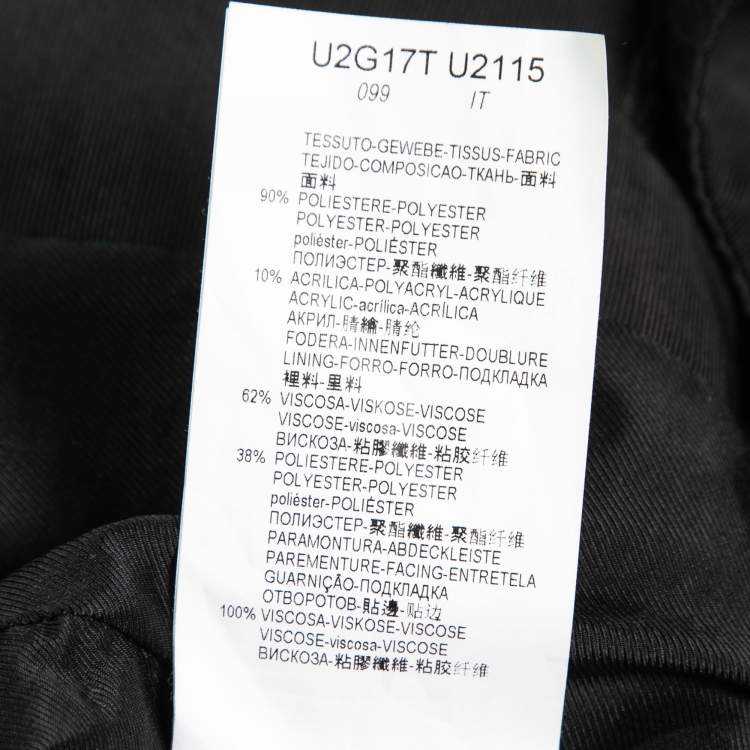 U2G17T U2115
099 IT
TESSUTO-GEWEBE-TISSUS-FABRIC
TEJIDO-COMPOSICAO-ТКАНЬ-面料
面料
90% POLIESTERE-POLYESTER
POLYESTER-POLYESTER
poliéster-POLIÉSTER
ПОЛИЭСТЕР-聚酯纖維-聚酯纤维
10% ACRILICA-POLYACRYL-ACRYLIQUE
ACRYLIC-acrílica-ACRÍLICA
АКРИЛ-腈綸-腈纶
FODERA-INNENFUTTER-DOUBLURE
LINING-FORRO-FORRO-ПОДКЛАДКА
裡料-里料
62% VISCOSA-VISKOSE-VISCOSE
VISCOSE-viscosa-VISCOSE
ВИСКОЗА-粘膠纖維-粘胶纤维
38% POLIESTERE-POLYESTER
POLYESTER-POLYESTER
poliéster-POLIÉSTER
ПОЛИЭСТЕР-聚酯纖維-聚酯纤维
PARAMONTURA-ABDECKLEISTE
PAREMENTURE-FACING-ENTRETELA
GUARNIÇÃO-ПОДКЛАДКА
ОТВОРОТОВ-貼邊-贴边
100% VISCOSA-VISKOSE-VISCOSE
VISCOSE-viscosa-VISCOSE
ВИСКОЗА-粘膠纖維-粘胶纤维